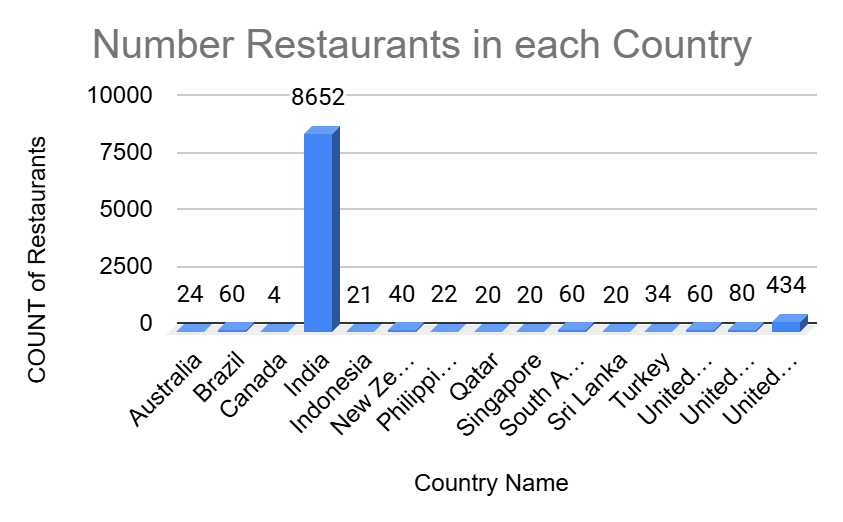 Number Restaurants in each Country
COUNT of Restaurants
10000
7500
5000
2500
0
24
60
4
8652
21
40
22
20
20
60
20
34
60
80
434
Australia
Brazil
Canada
India
Indonesia
New Ze...
Philippi...
Qatar
Singapore
South A...
Sri Lanka
Turkey
United...
United...
United...
Country Name